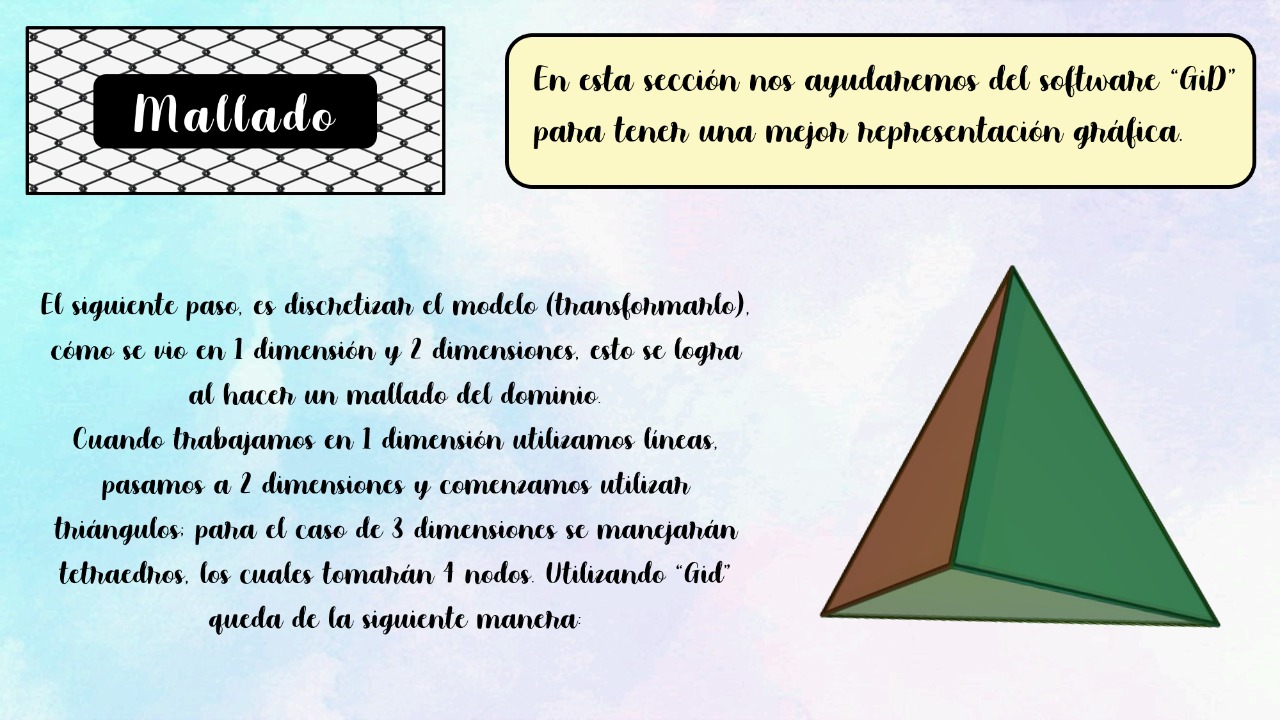 Mallado
En esta sección nos ayudaremos del software “GiD”
para tener una mejor representación gráfica.
El siguiente paso, es discretizar el modelo (transformarlo),
cómo se vio en 1 dimensión y 2 dimensiones, esto se logra
al hacer un mallado del dominio.
Cuando trabajamos en 1 dimensión utilizamos líneas,
pasamos a 2 dimensiones y comenzamos utilizar
triángulos; para el caso de 3 dimensiones se manejarán
tetraedros, los cuales tomarán 4 nodos. Utilizando “Gid”
queda de la siguiente manera: